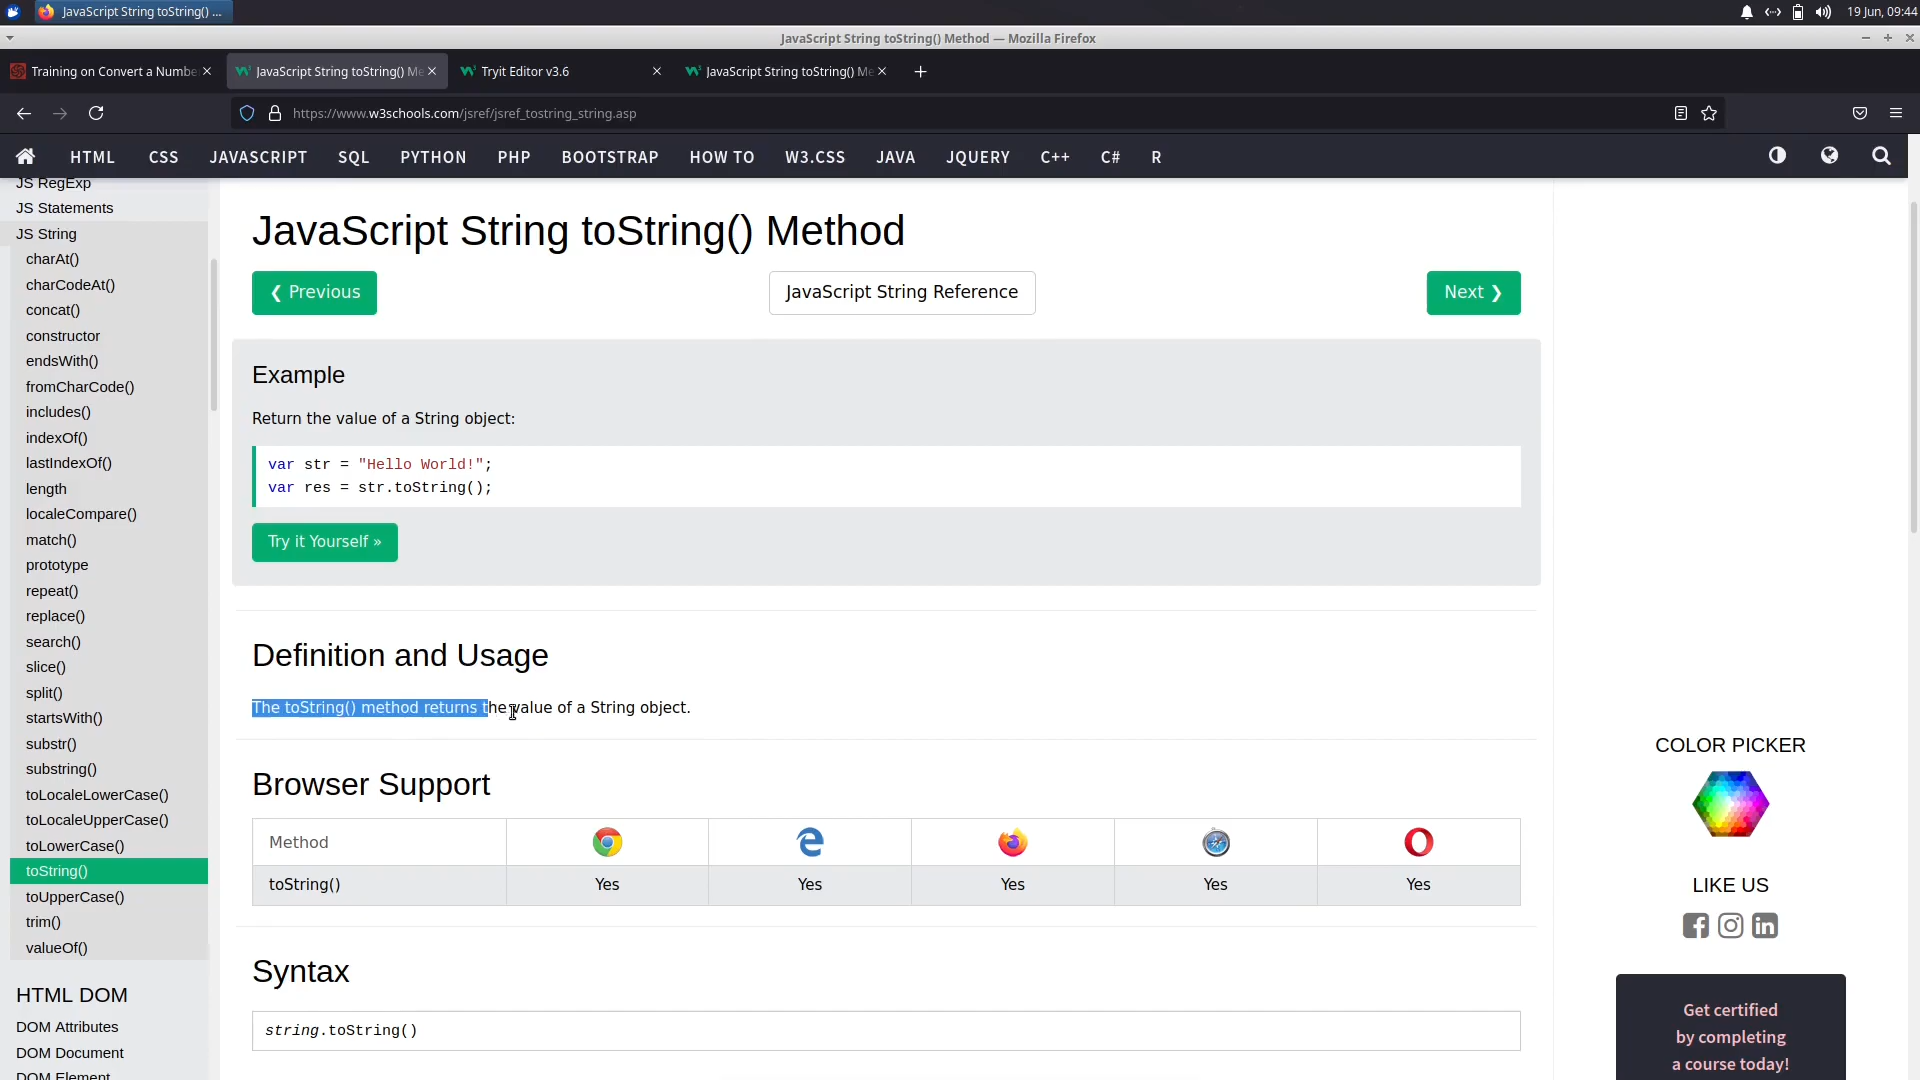 JavaScript String toString() ...
19 Jun, 09:44
JavaScript String toString() Method — Mozilla Firefox
Training on Convert a Numbe
JavaScript String toString() Me
Tryit Editor v3.6
JavaScript String toString() Me
https://www.w3schools.com/jsref/jsref_tostring_string.asp
HTML CSS JAVASCRIPT SQL PYTHON PHP BOOTSTRAP HOW TO W3.CSS JAVA JQUERY C++ C# R
JS RegExp
JS Statements
JS String
charAt()
charCodeAt()
concat()
constructor
endsWith()
fromCharCode()
includes()
indexOf()
lastIndexOf()
length
localeCompare()
match()
prototype
repeat()
replace()
search()
slice()
split()
startsWith()
substr()
substring()
toLocaleLowerCase()
toLocaleUpperCase()
toLowerCase()
toString()
toUpperCase()
trim()
valueOf()
HTML DOM
DOM Attributes
DOM Document
DOM Element
JavaScript String toString() Method
❮ Previous
JavaScript String Reference
Next ❯
Example
Return the value of a String object:
var str = "Hello World!";
var res = str.toString();
Try it Yourself »
Definition and Usage
The toString() method returns the value of a String object.
Browser Support
Method
toString() Yes Yes Yes Yes Yes
Syntax
string.toString()
COLOR PICKER
LIKE US
Get certified
by completing
a course today!